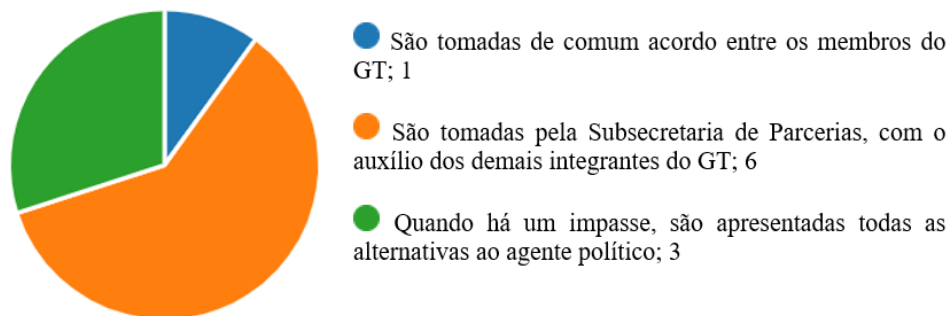 São tomadas de comum acordo entre os membros do
GT; 1
São tomadas pela Subsecretaria de Parcerias, com o
auxílio dos demais integrantes do GT; 6
Quando há um impasse, são apresentadas todas as
alternativas ao agente político; 3